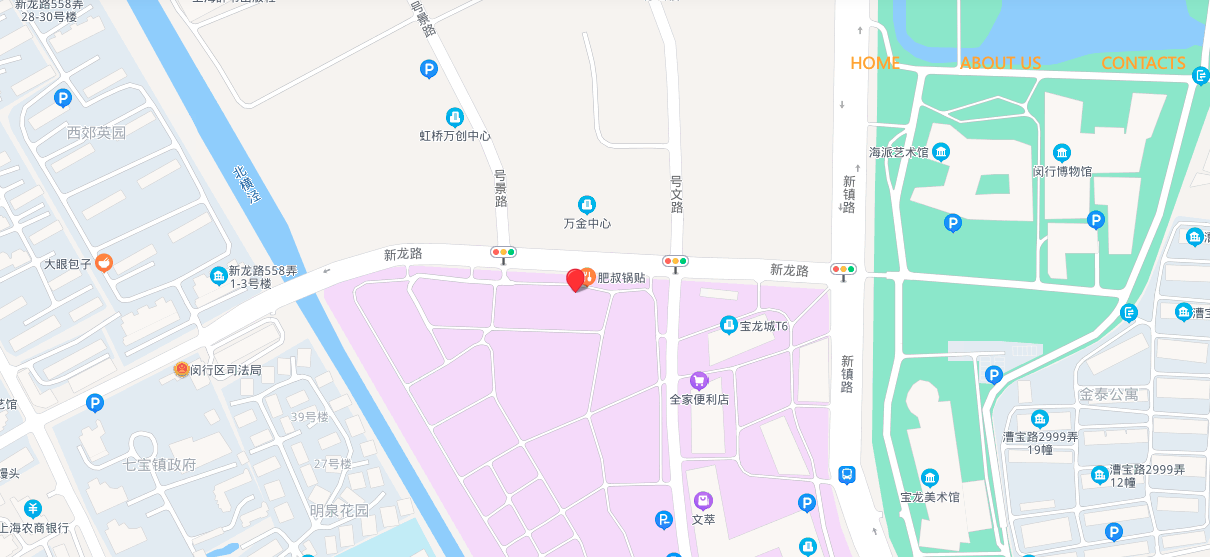 新龙路558弄
28-30号楼
号景路
HOME
ABOUT US
CONTACTS
西郊英园
虹桥万创中心
海派艺术馆
闵行博物馆
北横泾
号景路
号文路
新镇路
万金中心
大眼包子
新龙路558弄
1-3号楼
新龙路
新龙路
肥叔锅贴
宝龙城T6
闵行区司法局
新镇路
全家便利店
金泰公寓
39号楼
漕宝路2999弄
19幢
七宝镇政府
27号楼
漕宝路2999弄
12幢
宝龙美术馆
明泉花园
文萃
上海农商银行